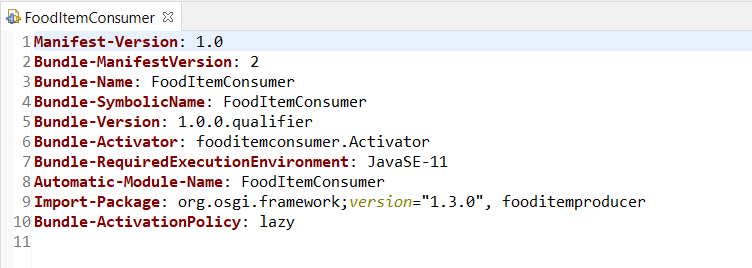 FoodItemConsumer
1 Manifest-Version: 1.0
2 Bundle-ManifestVersion: 2
3 Bundle-Name: FoodItemConsumer
4 Bundle-SymbolicName: FoodItemConsumer
5 Bundle-Version: 1.0.0.qualifier
6 Bundle-Activator: fooditemconsumer.Activator
7 Bundle-RequiredExecutionEnvironment: JavaSE-11
8 Automatic-Module-Name: FoodItemConsumer
9 Import-Package: org.osgi.framework;version="1.3.0", fooditemproducer
10 Bundle-ActivationPolicy: lazy
11